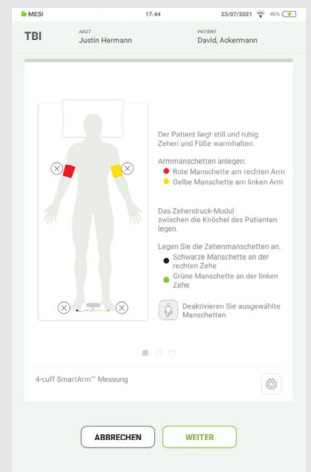 MESI 17:44 23/07/2021 40%
TBI
ARZT
Justin Hermann
PATIENT
David, Ackermann
Der Patient liegt still und ruhig.
Zehen und Füße warmhalten.
Armmanschetten anlegen:
Rote Manschette am rechten Arm
Gelbe Manschette am linken Arm
Das Zehendruck-Modul
zwischen die Knöchel des Patienten
legen.
Legen Sie die Zehenmanschetten an.
Schwarze Manschette an der
rechten Zehe
Grüne Manschette an der linken
Zehe
Deaktivieren Sie ausgewählte
Manschetten
4-cuff SmartArm™ Messung
ABBRECHEN
WEITER